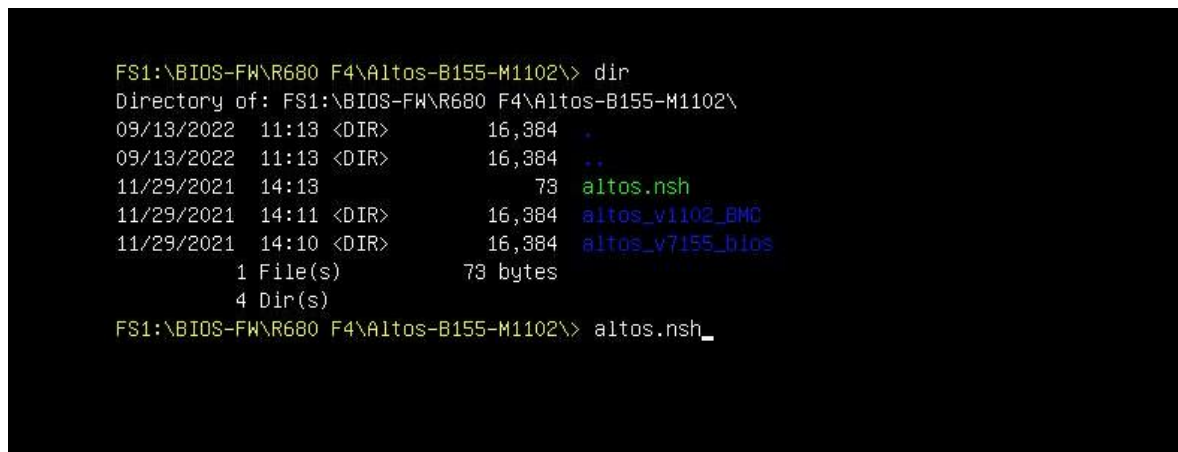 FS1:\BIOS-FW\R680 F4\Altos-B155-M1102\> dir
Directory of: FS1:\BIOS-FW\R680 F4\Altos-B155-M1102\
09/13/2022 11:13 <DIR> 16,384 .
09/13/2022 11:13 <DIR> 16,384 ..
11/29/2021 14:13 73 altos.nsh
11/29/2021 14:11 <DIR> 16,384 altos_v1102_BMC
11/29/2021 14:10 <DIR> 16,384 altos_v7155_bios
1 File(s) 73 bytes
4 Dir(s)
FS1:\BIOS-FW\R680 F4\Altos-B155-M1102\> altos.nsh_